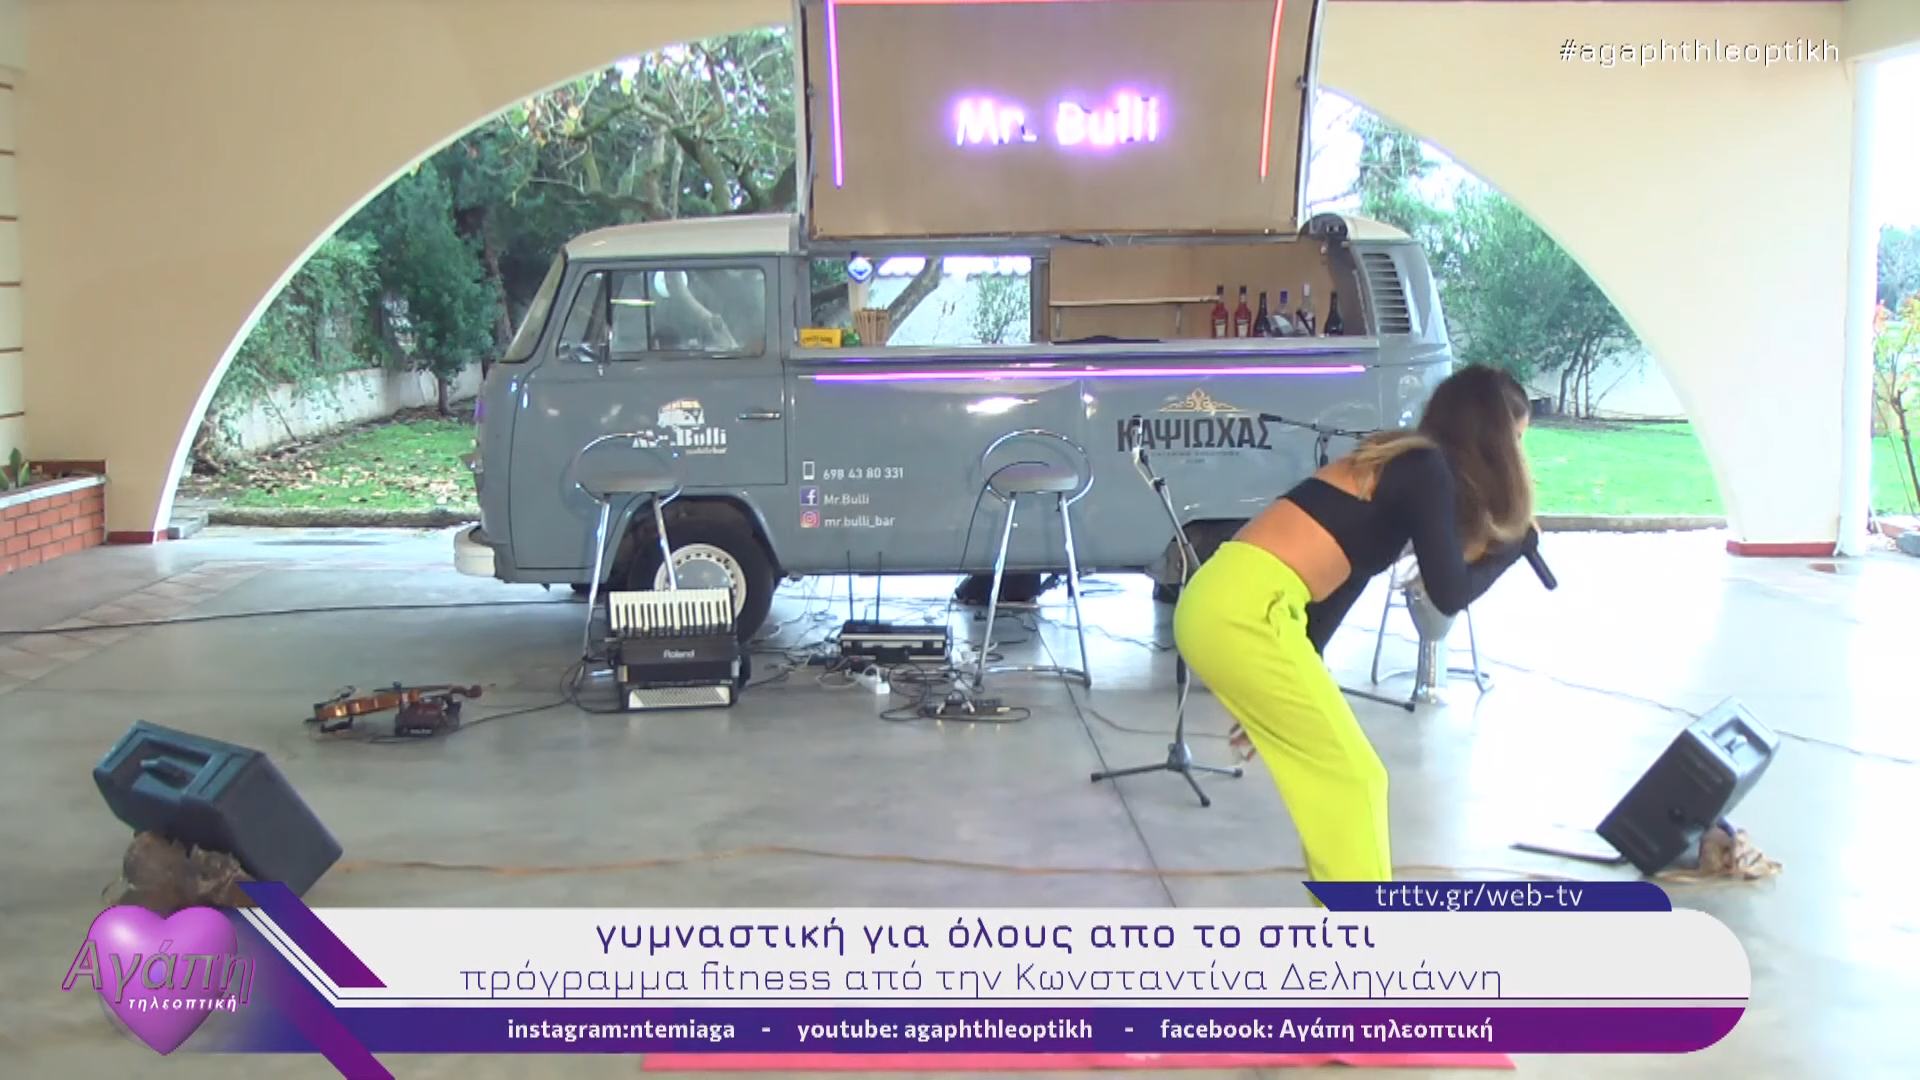 #agaphthleoptikh
Mr. Bulli
Mr.Bulli
ΚΑΨΙΩΧΑΣ
698 43 80 331
Mr.Bulli
mr.bulli_bar
Roland
trttv.gr/web-tv
γυμναστική για όλους απο το σπίτι
πρόγραμμα fitness από την Κωνσταντίνα Δεληγιάννη
Αγάπη
τηλεοπτική
instagram:ntemiaga - youtube: agaphthleoptikh - facebook: Αγάπη τηλεοπτική